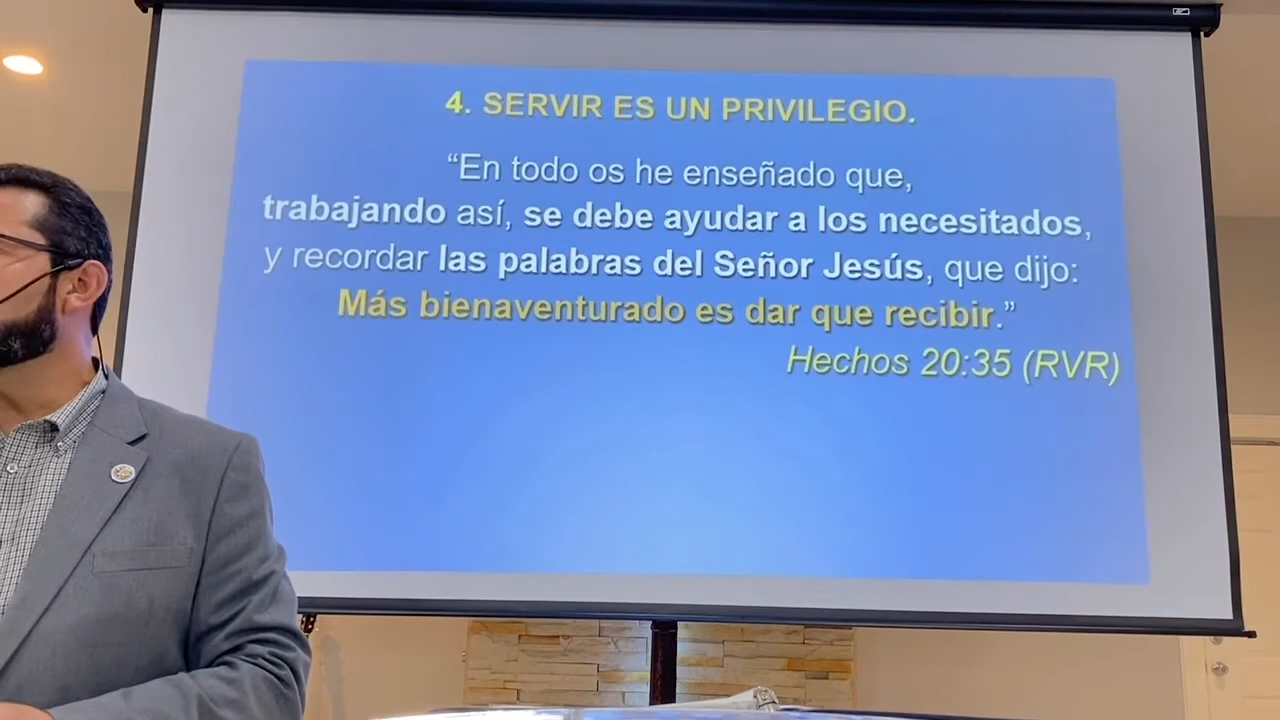 4. SERVIR ES UN PRIVILEGIO.
“En todo os he enseñado que,
trabajando así, se debe ayudar a los necesitados,
y recordar las palabras del Señor Jesús, que dijo:
Más bienaventurado es dar que recibir.”
Hechos 20:35 (RVR)